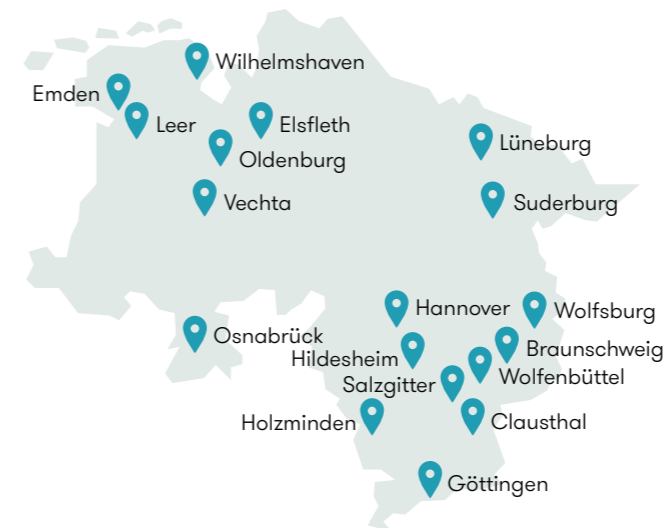 Wilhelmshaven
Emden
Leer
Elsfleth
Oldenburg
Lüneburg
Vechta
Suderburg
Hannover
Wolfsburg
Osnabrück
Braunschweig
Hildesheim
Wolfenbüttel
Salzgitter
Holzminden
Clausthal
Göttingen